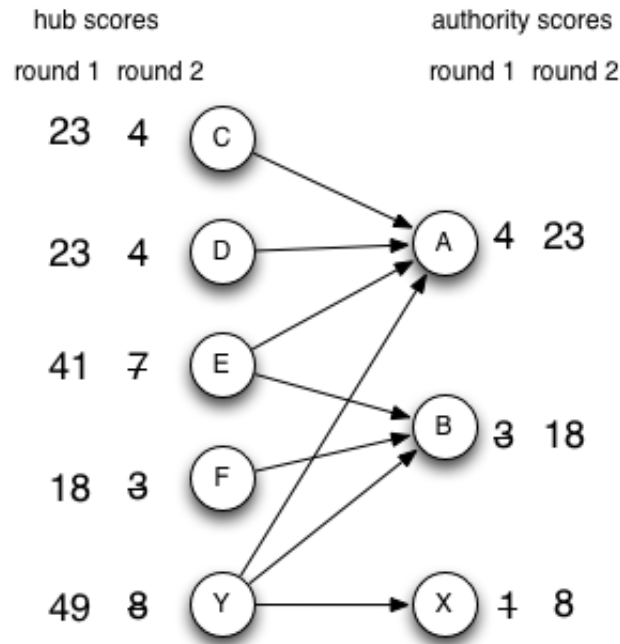 hub scores authority scores
round 1 round 2 round 1 round 2
23 4 C
A 4 23
23 4 D
41 7 E
B 3 18
18 3 F
49 8 Y X 1 8